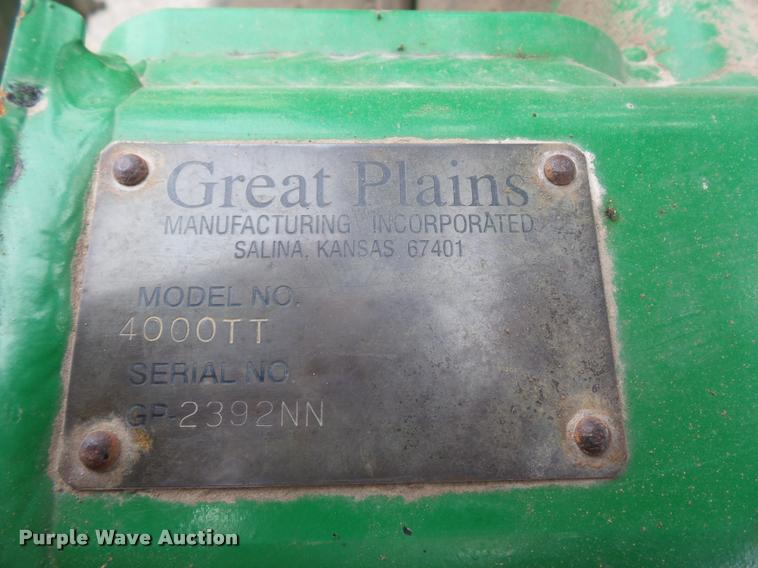 Great Plains
MANUFACTURING INCORPORATED
SALINA, KANSAS 67401
MODEL NO.
4000TT
SERIAL NO.
GP-2392NN
Purple Wave Auction